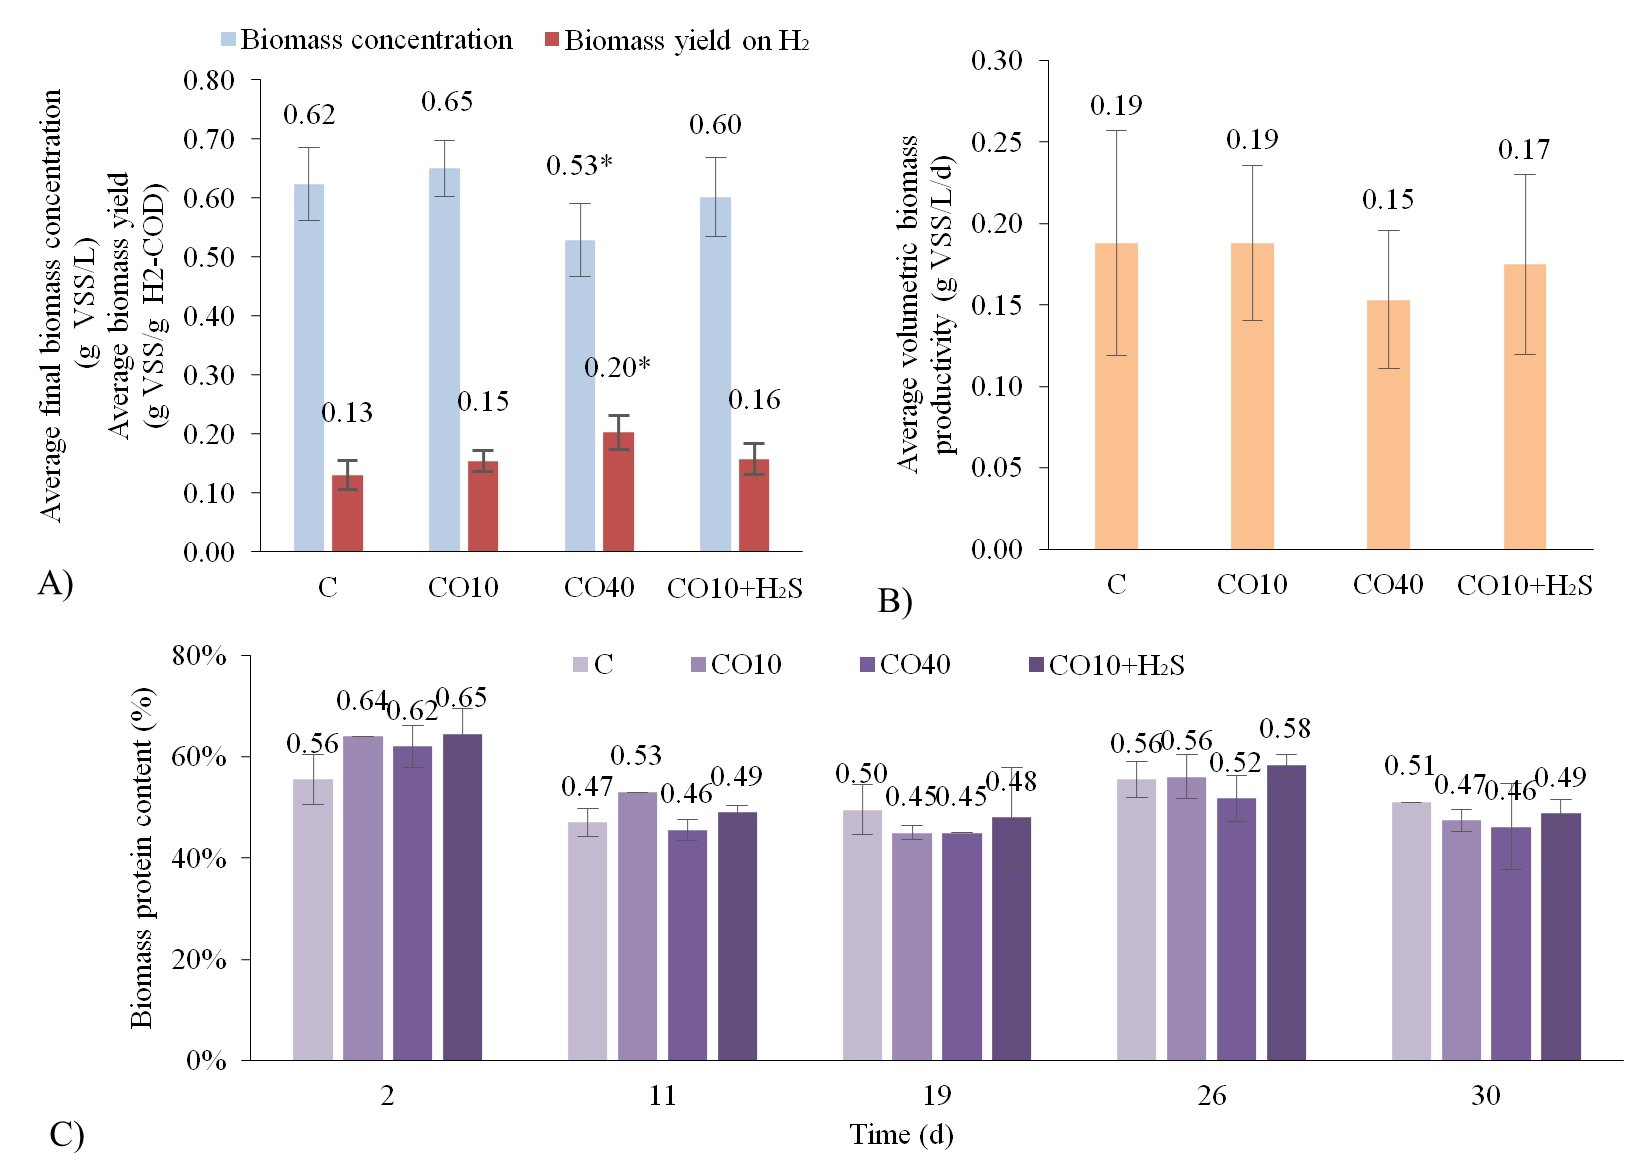 Biomass concentration Biomass yield on H₂
Average final biomass concentration
(g VSS/L)
Average biomass yield
(g VSS/g H2-COD)
0.80
0.70
0.60
0.50
0.40
0.30
0.20
0.10
0.00
0.62
0.65
0.53*
0.60
0.13
0.15
0.20*
0.16
C CO10 CO40 CO10+H₂S
A)
Average volumetric biomass
productivity (g VSS/L/d)
0.30
0.25
0.20
0.15
0.10
0.05
0.00
0.19
0.19
0.15
0.17
C CO10 CO40 CO10+H₂S
B)
Biomass protein content (%)
80%
60%
40%
20%
0%
C CO10 CO40 CO10+H₂S
0.56 0.64 0.62 0.65
0.47 0.53 0.46 0.49
0.50 0.45 0.45 0.48
0.56 0.56 0.52 0.58
0.51 0.47 0.46 0.49
2 11 19 26 30
Time (d)
C)